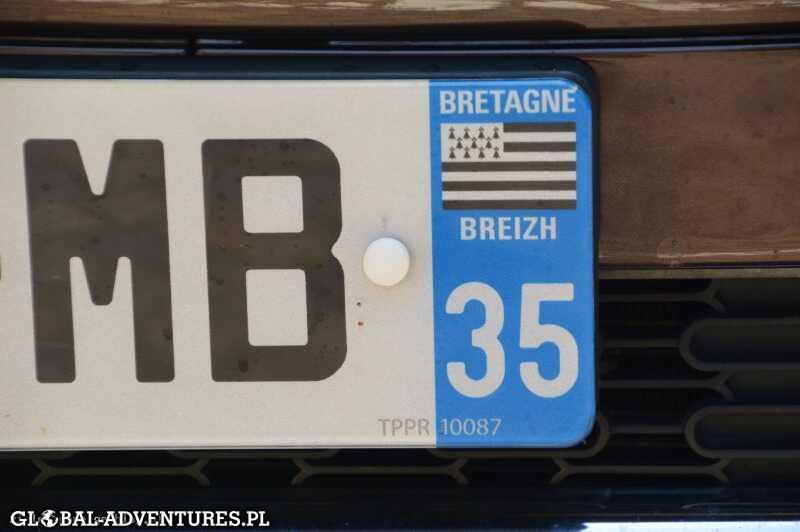 MB
BRETAGNE
BREIZH
35
TPPR 10087
GLOBAL-ADVENTURES.PL